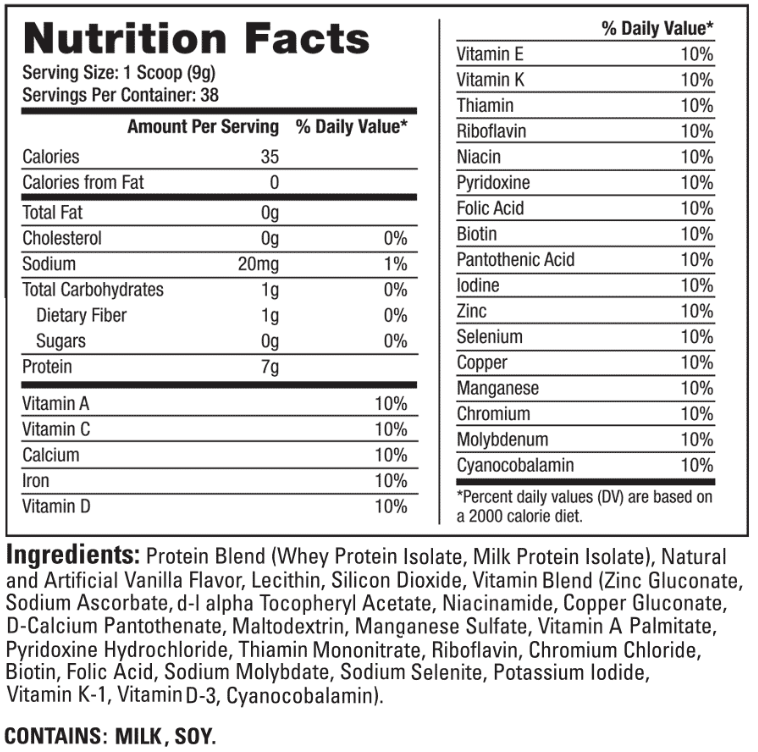 Nutrition Facts
Serving Size: 1 Scoop (9g)
Servings Per Container: 38
Amount Per Serving % Daily Value*
Calories 35
Calories from Fat 0
Total Fat 0g
Cholesterol 0g 0%
Sodium 20mg 1%
Total Carbohydrates 1g 0%
Dietary Fiber 1g 0%
Sugars 0g 0%
Protein 7g
Vitamin A 10%
Vitamin C 10%
Calcium 10%
Iron 10%
Vitamin D 10%
% Daily Value*
Vitamin E 10%
Vitamin K 10%
Thiamin 10%
Riboflavin 10%
Niacin 10%
Pyridoxine 10%
Folic Acid 10%
Biotin 10%
Pantothenic Acid 10%
Iodine 10%
Zinc 10%
Selenium 10%
Copper 10%
Manganese 10%
Chromium 10%
Molybdenum 10%
Cyanocobalamin 10%
*Percent daily values (DV) are based on
a 2000 calorie diet.
Ingredients: Protein Blend (Whey Protein Isolate, Milk Protein Isolate), Natural
and Artificial Vanilla Flavor, Lecithin, Silicon Dioxide, Vitamin Blend (Zinc Gluconate,
Sodium Ascorbate, d-l alpha Tocopheryl Acetate, Niacinamide, Copper Gluconate,
D-Calcium Pantothenate, Maltodextrin, Manganese Sulfate, Vitamin A Palmitate,
Pyridoxine Hydrochloride, Thiamin Mononitrate, Riboflavin, Chromium Chloride,
Biotin, Folic Acid, Sodium Molybdate, Sodium Selenite, Potassium Iodide,
Vitamin K-1, Vitamin D-3, Cyanocobalamin).
CONTAINS: MILK, SOY.